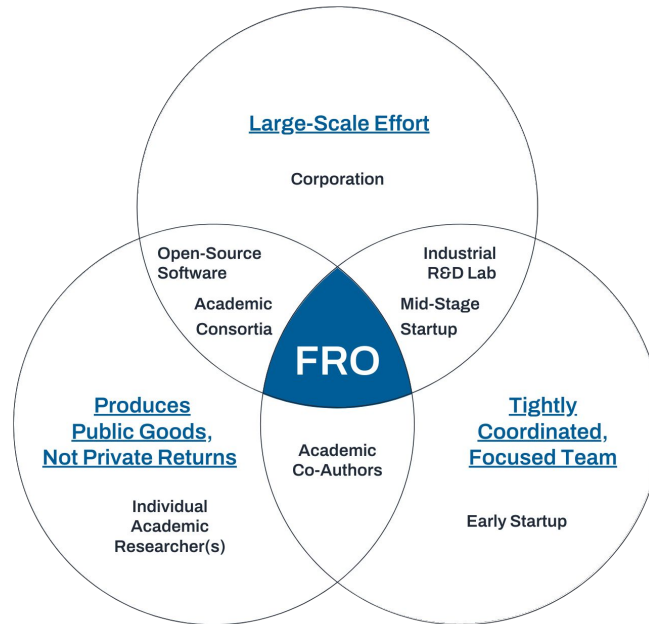 Large-Scale Effort
Corporation
Open-Source
Software
Academic
Consortia
Industrial
R&D Lab
Mid-Stage
Startup
FRO
Produces
Public Goods,
Not Private Returns
Individual
Academic
Researcher(s)
Academic
Co-Authors
Tightly
Coordinated,
Focused Team
Early Startup